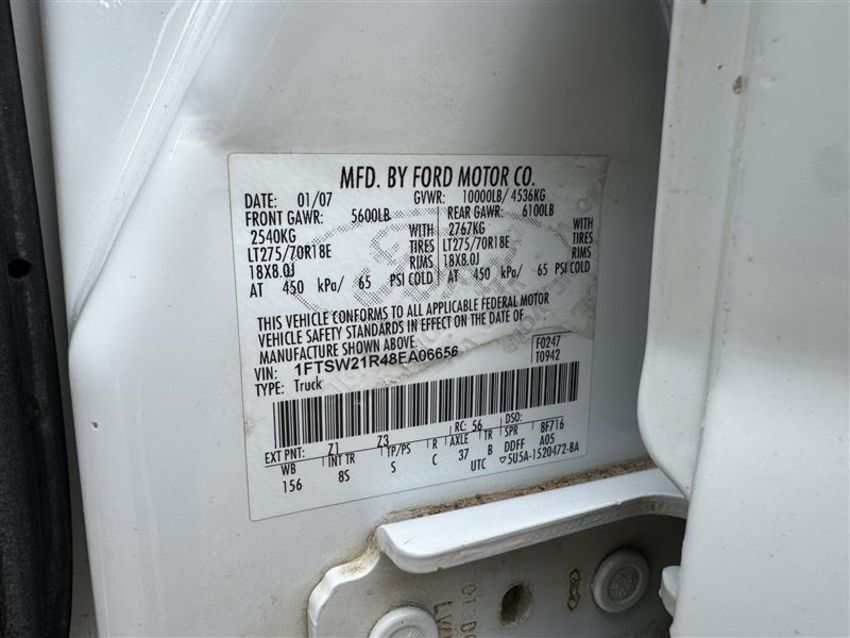 MFD. BY FORD MOTOR CO.
DATE: 01/07 GVWR: 10000LB/ 4536KG
FRONT GAWR: 5600LB REAR GAWR: 6100LB
2540KG WITH 2767KG WITH
LT275/70R18E TIRES LT275/70R18E TIRES
18X8.0J RIMS 18X8.0J RIMS
AT 450 kPa/ 65 PSI COLD AT 450 kPa/ 65 PSI COLD
THIS VEHICLE CONFORMS TO ALL APPLICABLE FEDERAL MOTOR
VEHICLE SAFETY STANDARDS IN EFFECT ON THE DATE OF
MANUFACTURE SHOWN ABOVE.
VIN: 1FTSW21R48EA06656 F0247
TYPE: Truck T0942
EXT PNT: Z1 Z3 RC: 56 DSO:
WB INT TR TP/PS R AXLE TR SPR BF716
156 8S S C 37 B DDFF A05
UTC ▽5U5A-1520472-BA